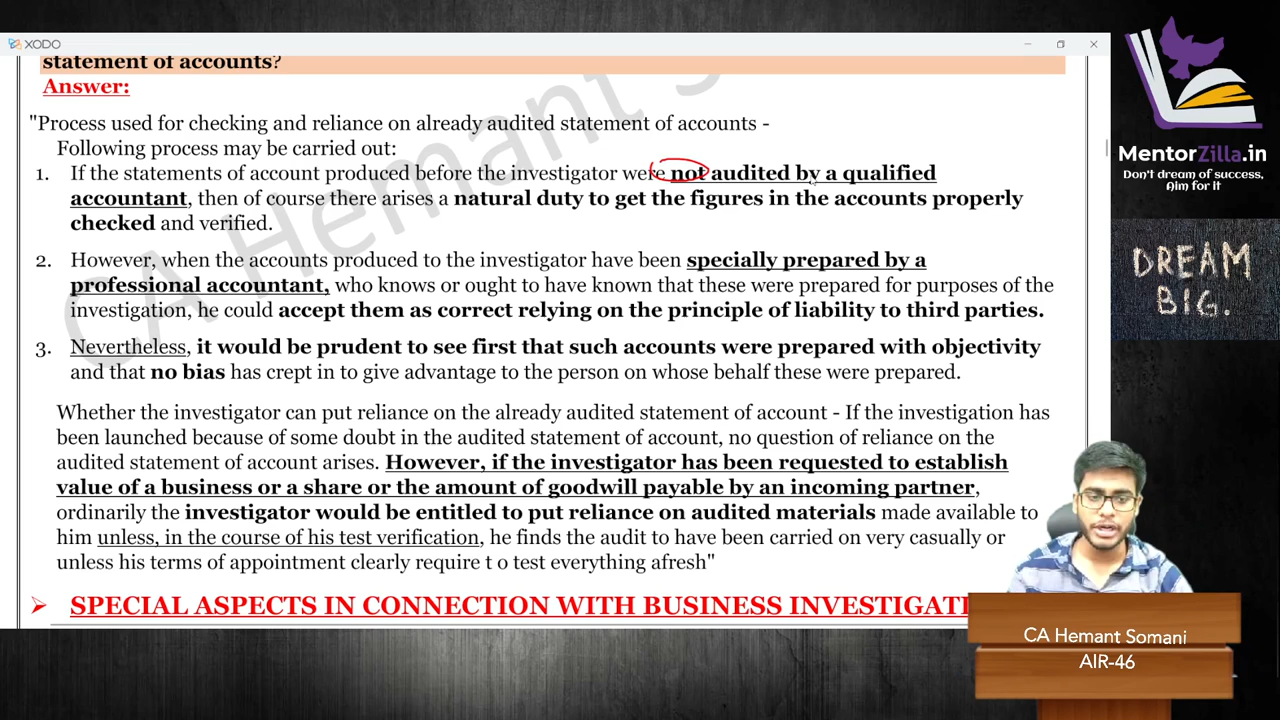 XODO
statement of accounts?
Answer:
"Process used for checking and reliance on already audited statement of accounts -
Following process may be carried out:
1. If the statements of account produced before the investigator were not audited by a qualified
accountant, then of course there arises a natural duty to get the figures in the accounts properly
checked and verified.
2. However, when the accounts produced to the investigator have been specially prepared by a
professional accountant, who knows or ought to have known that these were prepared for purposes of the
investigation, he could accept them as correct relying on the principle of liability to third parties.
3. Nevertheless, it would be prudent to see first that such accounts were prepared with objectivity
and that no bias has crept in to give advantage to the person on whose behalf these were prepared.
Whether the investigator can put reliance on the already audited statement of account - If the investigation has
been launched because of some doubt in the audited statement of account, no question of reliance on the
audited statement of account arises. However, if the investigator has been requested to establish
value of a business or a share or the amount of goodwill payable by an incoming partner,
ordinarily the investigator would be entitled to put reliance on audited materials made available to
him unless, in the course of his test verification, he finds the audit to have been carried on very casually or
unless his terms of appointment clearly require t o test everything afresh"
➢ SPECIAL ASPECTS IN CONNECTION WITH BUSINESS INVESTIGATI
CA Hemant S
MentorZilla.in
Don't dream of success,
Aim for it
DREAM
BIG.
CA Hemant Somani
AIR-46